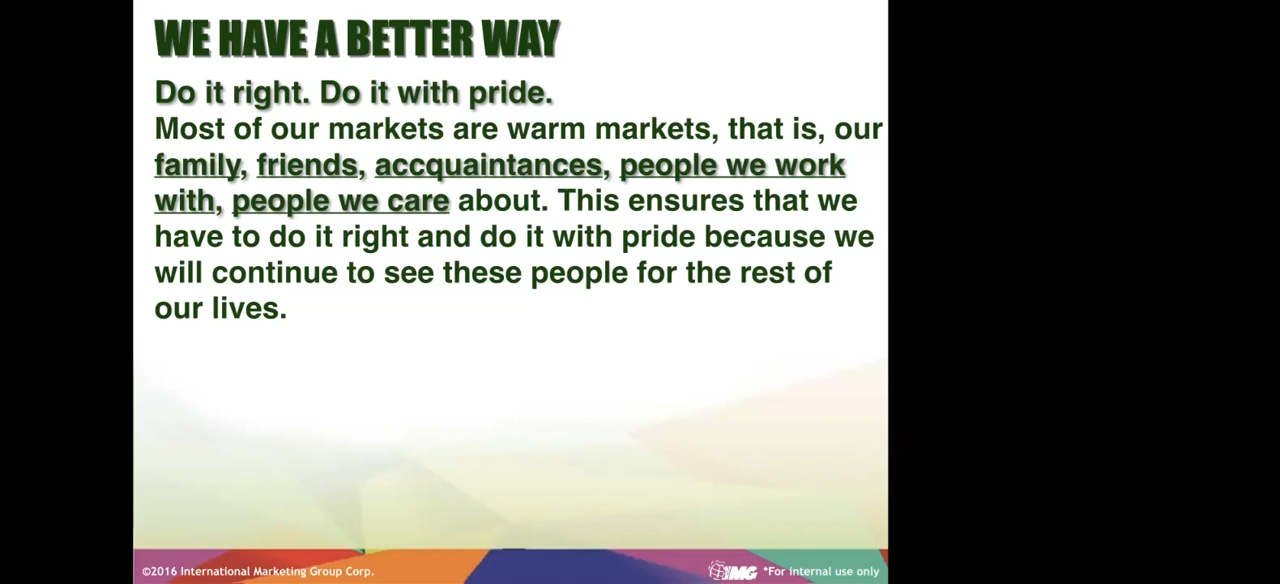 WE HAVE A BETTER WAY
Do it right. Do it with pride.
Most of our markets are warm markets, that is, our
family, friends, accquaintances, people we work
with, people we care about. This ensures that we
have to do it right and do it with pride because we
will continue to see these people for the rest of
our lives.
©2016 International Marketing Group Corp.
IMG *For internal use only